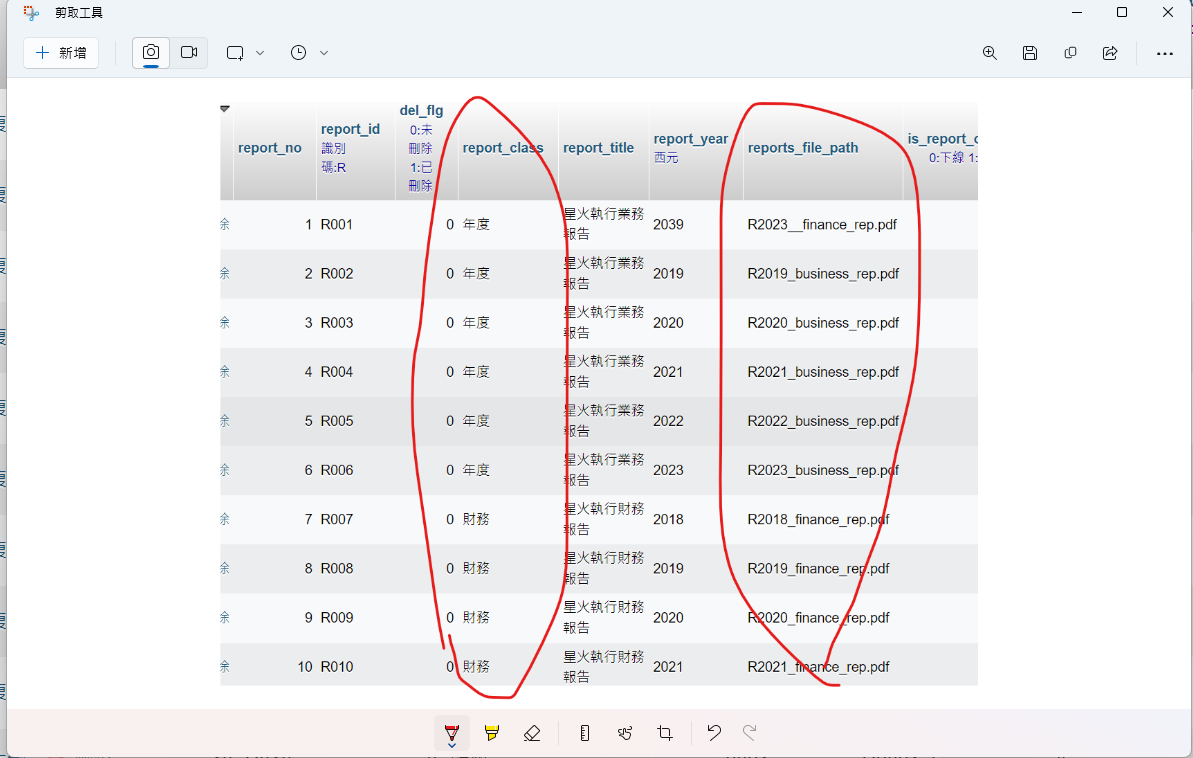 剪取工具
新增
report_no
report_id
識別
碼:R
del_flg
0:未
刪除
1:已
刪除
report_class
report_title
report_year
西元
reports_file_path
is_report_
0:下線 1:
1 R001 0 年度 星火執行業務
報告 2039 R2023__finance_rep.pdf
2 R002 0 年度 星火執行業務
報告 2019 R2019_business_rep.pdf
3 R003 0 年度 星火執行業務
報告 2020 R2020_business_rep.pdf
4 R004 0 年度 星火執行業務
報告 2021 R2021_business_rep.pdf
5 R005 0 年度 星火執行業務
報告 2022 R2022_business_rep.pdf
6 R006 0 年度 星火執行業務
報告 2023 R2023_business_rep.pdf
7 R007 0 財務 星火執行財務
報告 2018 R2018_finance_rep.pdf
8 R008 0 財務 星火執行財務
報告 2019 R2019_finance_rep.pdf
9 R009 0 財務 星火執行財務
報告 2020 R2020_finance_rep.pdf
10 R010 0 財務 星火執行財務
報告 2021 R2021_finance_rep.pdf